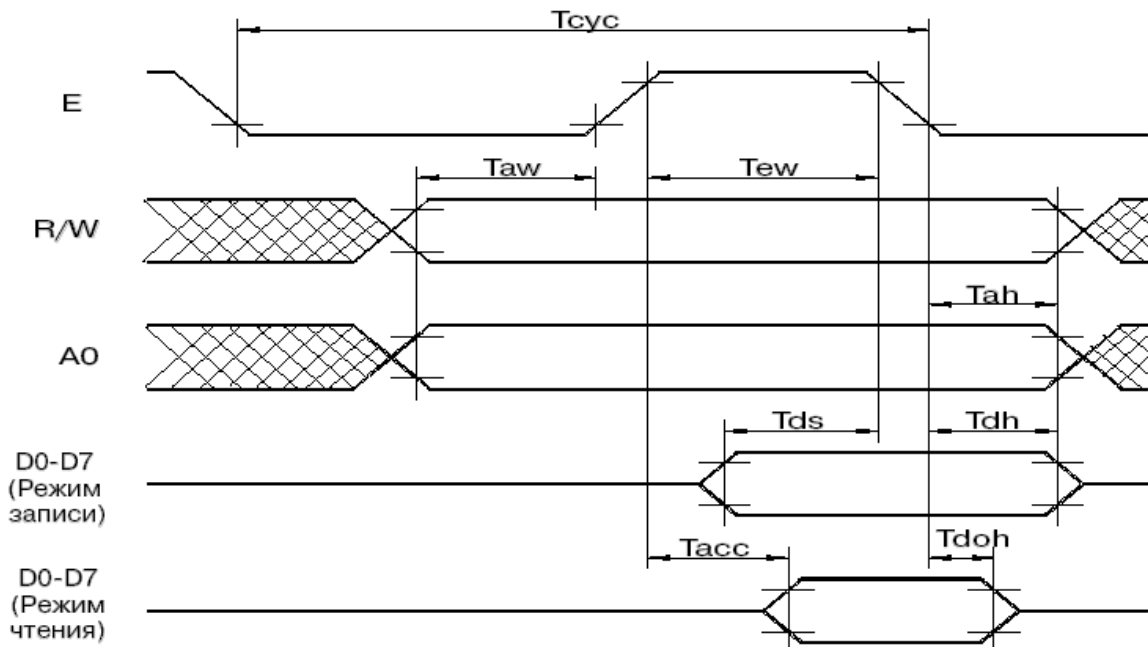 Tcyc
E
Taw
Tew
R/W
Tah
A0
Tds
Tdh
D0-D7
(Режим
записи)
Tacc
Tdoh
D0-D7
(Режим
чтения)